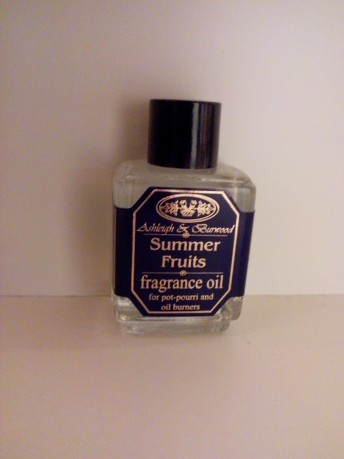 Ashleigh & Burwood
Summer
Fruits
fragrance oil
for pot-pourri and
oil burners